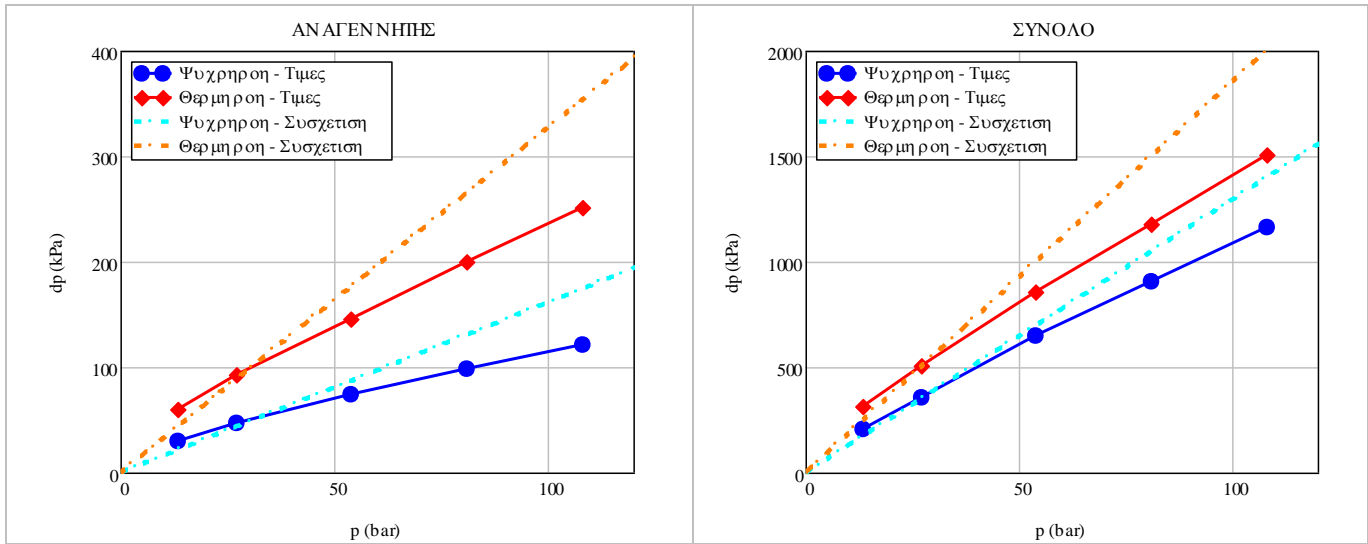 ΑΝΑΓΕΝΝΗΤΗΣ
400
300
200
100
0
dp (kPa)
0 50 100
p (bar)
Ψυχρη ροη - Τιμες
Θερμη ροη - Τιμες
Ψυχρη ροη - Συσχετιση
Θερμη ροη - Συσχετιση
ΣΥΝΟΛΟ
2000
1500
1000
500
0
dp (kPa)
0 50 100
p (bar)
Ψυχρη ροη - Τιμες
Θερμη ροη - Τιμες
Ψυχρη ροη - Συσχετιση
Θερμη ροη - Συσχετιση